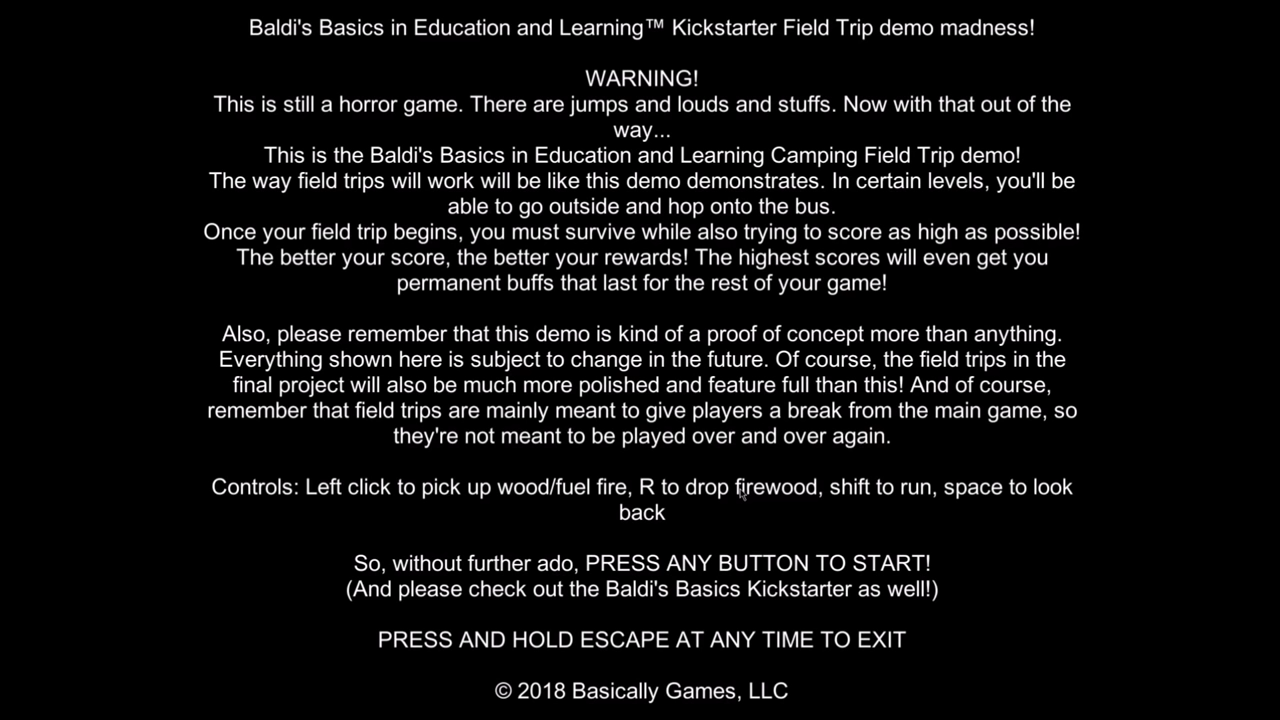 Baldi's Basics in Education and Learning™ Kickstarter Field Trip demo madness!
WARNING!
This is still a horror game. There are jumps and louds and stuffs. Now with that out of the
way...
This is the Baldi's Basics in Education and Learning Camping Field Trip demo!
The way field trips will work will be like this demo demonstrates. In certain levels, you'll be
able to go outside and hop onto the bus.
Once your field trip begins, you must survive while also trying to score as high as possible!
The better your score, the better your rewards! The highest scores will even get you
permanent buffs that last for the rest of your game!
Also, please remember that this demo is kind of a proof of concept more than anything.
Everything shown here is subject to change in the future. Of course, the field trips in the
final project will also be much more polished and feature full than this! And of course,
remember that field trips are mainly meant to give players a break from the main game, so
they're not meant to be played over and over again.
Controls: Left click to pick up wood/fuel fire, R to drop firewood, shift to run, space to look
back
So, without further ado, PRESS ANY BUTTON TO START!
(And please check out the Baldi's Basics Kickstarter as well!)
PRESS AND HOLD ESCAPE AT ANY TIME TO EXIT
© 2018 Basically Games, LLC